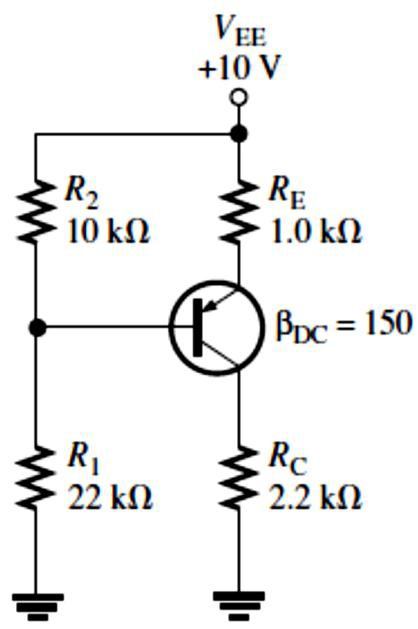 V_EE
+10 V
R_2
10 kΩ
R_E
1.0 kΩ
β_DC = 150
R_1
22 kΩ
R_C
2.2 kΩ